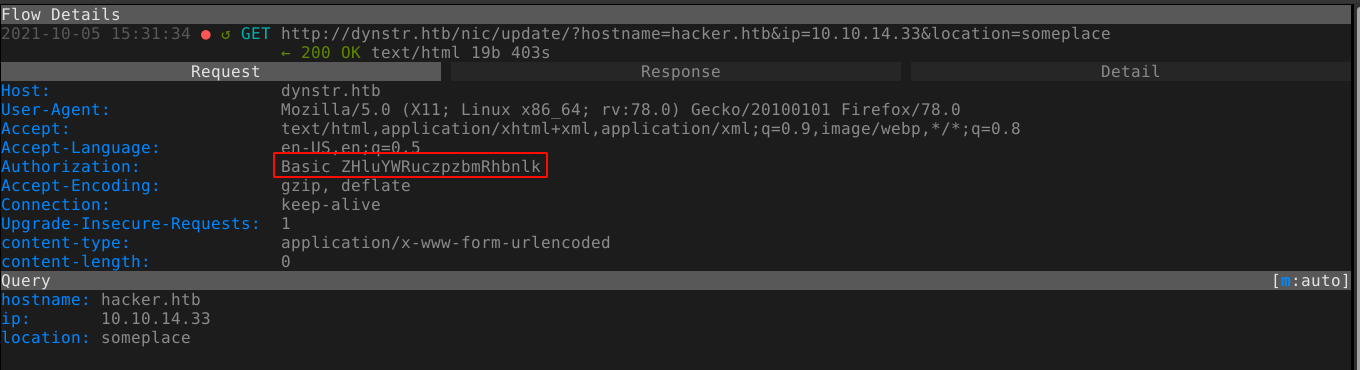 Flow Details
2021-10-05 15:31:34 ● ↺ GET http://dynstr.htb/nic/update/?hostname=hacker.htb&ip=10.10.14.33&location=someplace
← 200 OK text/html 19b 403s
Request Response Detail
Host: dynstr.htb
User-Agent: Mozilla/5.0 (X11; Linux x86_64; rv:78.0) Gecko/20100101 Firefox/78.0
Accept: text/html,application/xhtml+xml,application/xml;q=0.9,image/webp,*/*;q=0.8
Accept-Language: en-US,en;q=0.5
Authorization: Basic ZHluYWRuczpzbmRhbnlk
Accept-Encoding: gzip, deflate
Connection: keep-alive
Upgrade-Insecure-Requests: 1
content-type: application/x-www-form-urlencoded
content-length: 0
Query [m:auto]
hostname: hacker.htb
ip: 10.10.14.33
location: someplace